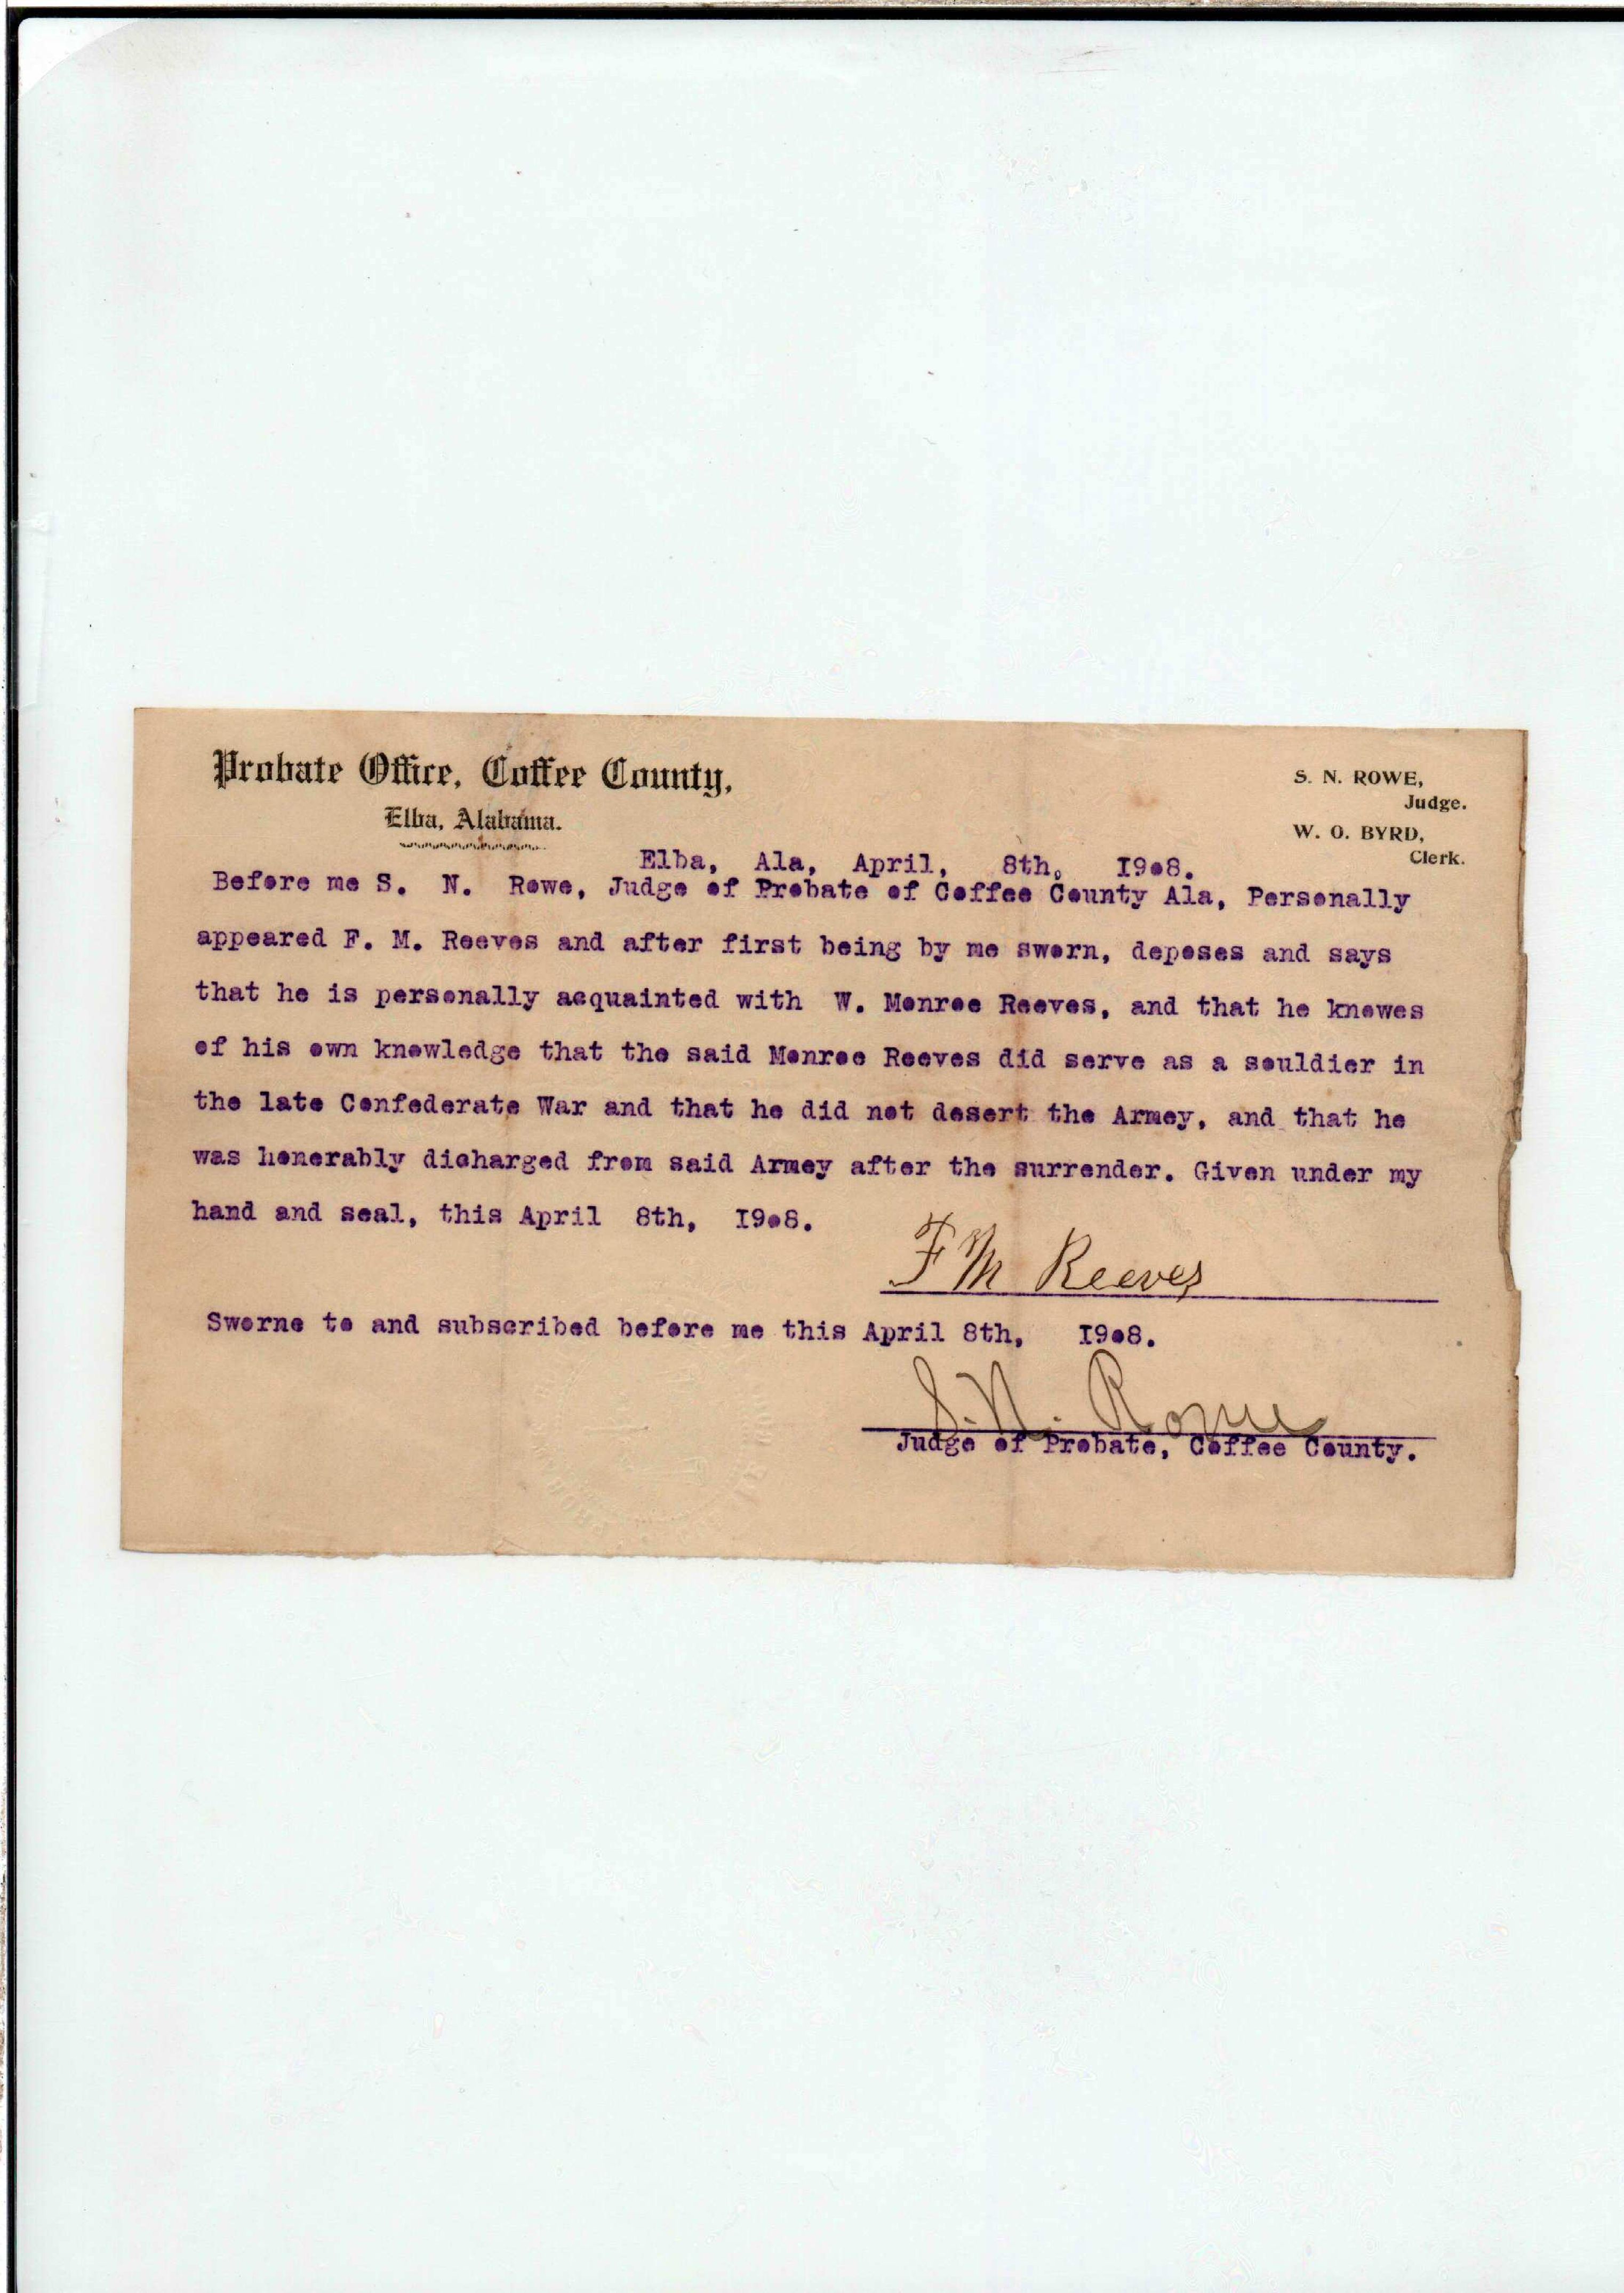 Probate Office, Coffee County,
Elba, Alabama.
S. N. ROWE,
Judge.
W. O. BYRD,
Clerk.
Elba, Ala, April, 8th, I9o8.
Before me S. N. Rowe, Judge of Probate of Coffee County Ala, Personally
appeared F. M. Reeves and after first being by me sworn, deposes and says
that he is personally acquainted with W. Monroe Reeves, and that he knowes
of his own knowledge that the said Monroe Reeves did serve as a souldier in
the late Confederate War and that he did not desert the Armey, and that he
was honerably dicharged from said Armey after the surrender. Given under my
hand and seal, this April 8th, I9o8.
F M Reeves
Sworne to and subscribed before me this April 8th, I9o8.
S. N. Rowe
Judge of Probate, Coffee County.